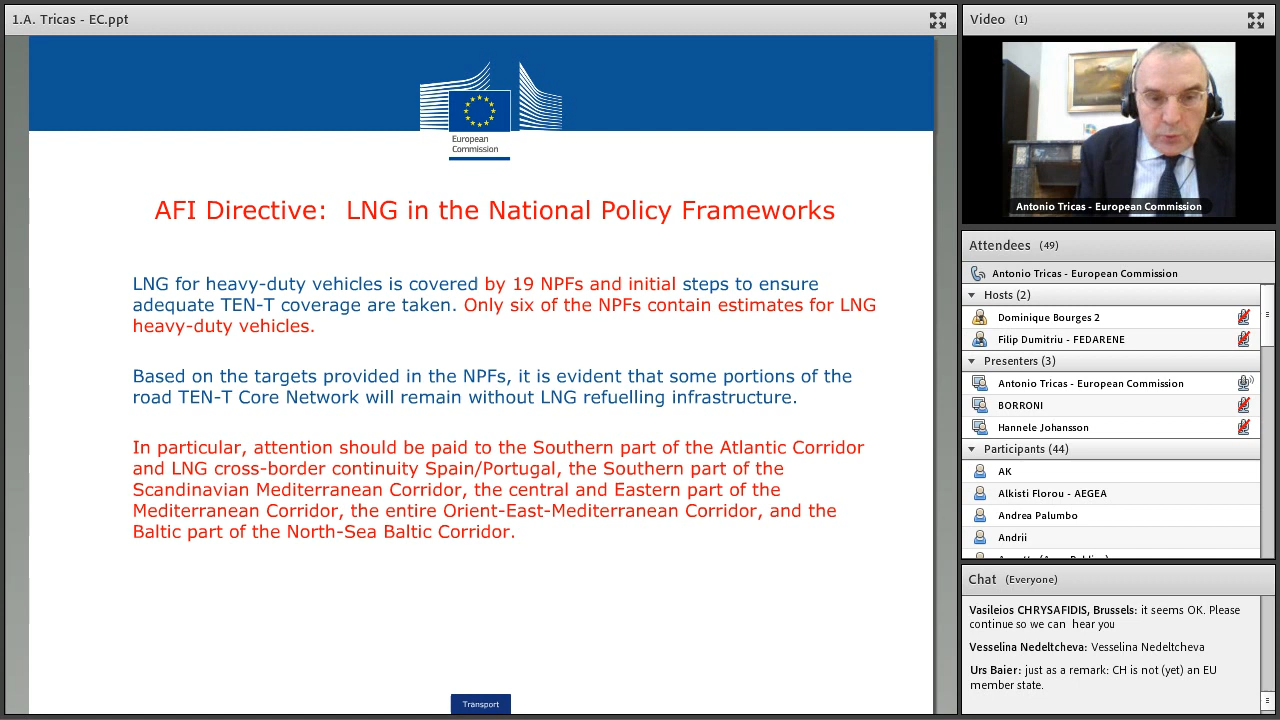 1.A. Tricas - EC.ppt
European
Commission
AFI Directive: LNG in the National Policy Frameworks
LNG for heavy-duty vehicles is covered by 19 NPFs and initial steps to ensure
adequate TEN-T coverage are taken. Only six of the NPFs contain estimates for LNG
heavy-duty vehicles.
Based on the targets provided in the NPFs, it is evident that some portions of the
road TEN-T Core Network will remain without LNG refuelling infrastructure.
In particular, attention should be paid to the Southern part of the Atlantic Corridor
and LNG cross-border continuity Spain/Portugal, the Southern part of the
Scandinavian Mediterranean Corridor, the central and Eastern part of the
Mediterranean Corridor, the entire Orient-East-Mediterranean Corridor, and the
Baltic part of the North-Sea Baltic Corridor.
Transport
Video (1)
Antonio Tricas - European Commission
Attendees (49)
Antonio Tricas - European Commission
Hosts (2)
Dominique Bourges 2
Filip Dumitriu - FEDARENE
Presenters (3)
Antonio Tricas - European Commission
BORRONI
Hannele Johansson
Participants (44)
AK
Alkisti Florou - AEGEA
Andrea Palumbo
Andrii
Chat (Everyone)
Vasileios CHRYSAFIDIS, Brussels: it seems OK. Please
continue so we can hear you
Vesselina Nedeltcheva: Vesselina Nedeltcheva
Urs Baier: just as a remark: CH is not (yet) an EU
member state.